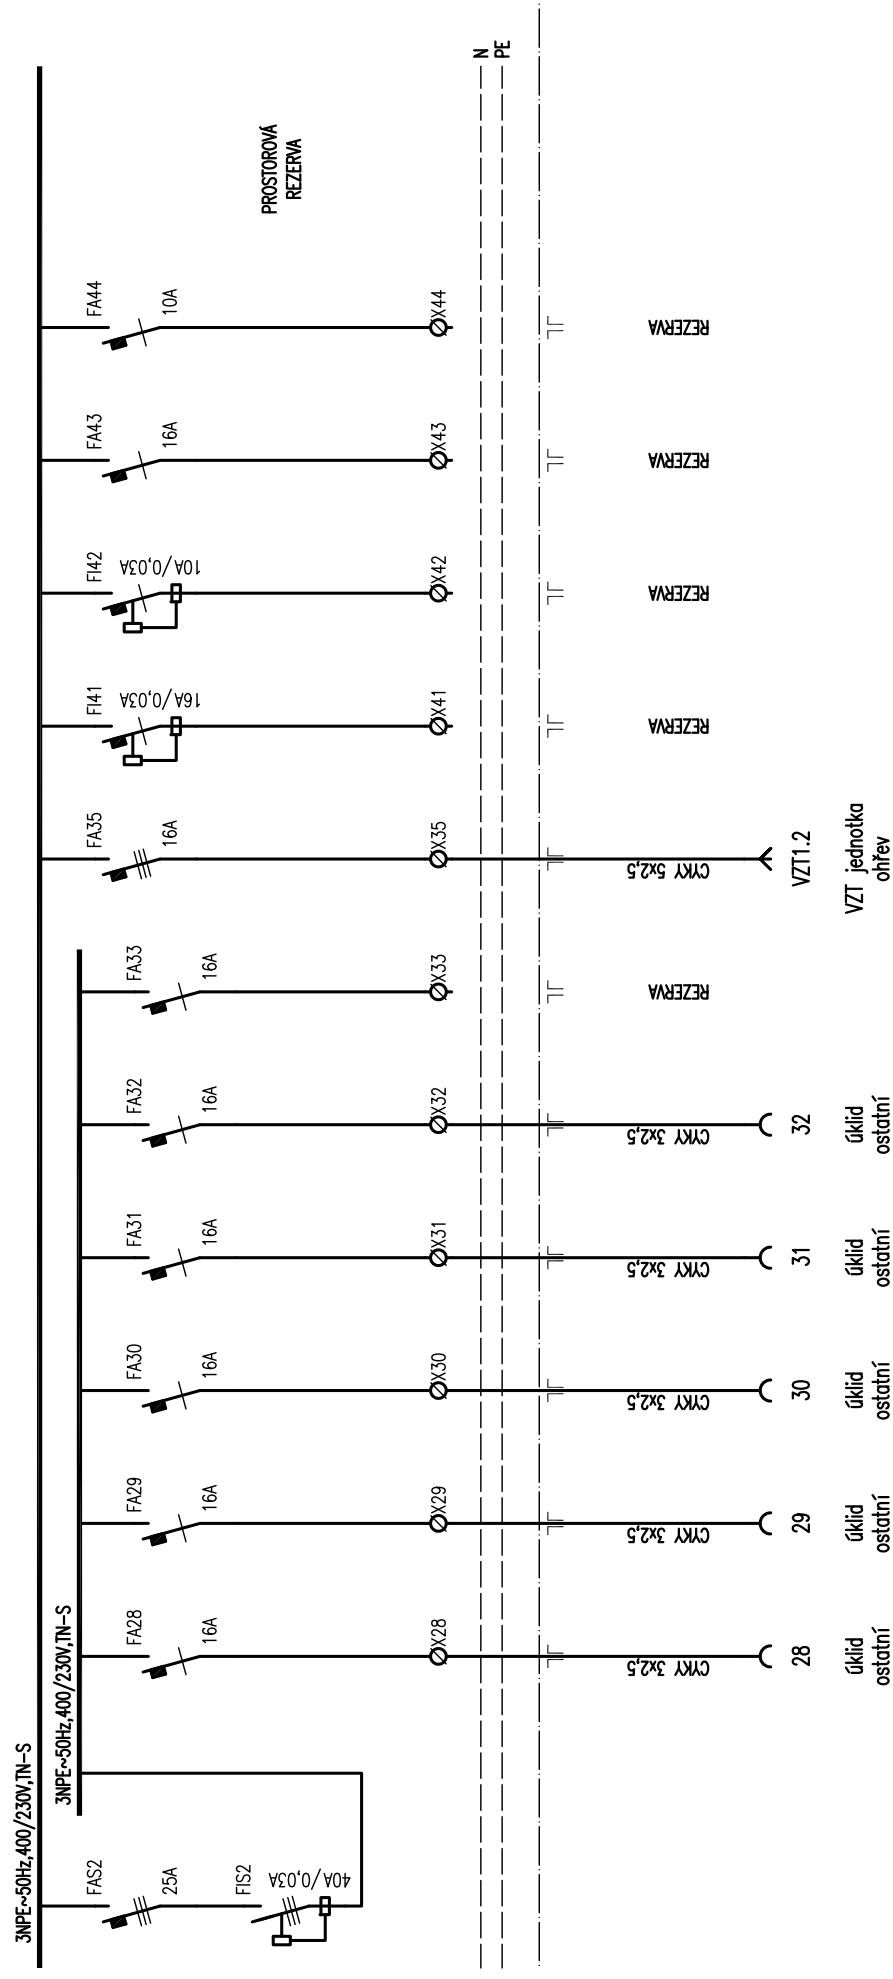 3NPE~50Hz,400/230V,TN-S
FAS2
25A
FIS2
40A/0,03A
3NPE~50Hz,400/230V,TN-S
FA28
16A
X28
CYKY 3x2,5
28
úklid
ostatní
FA29
16A
X29
CYKY 3x2,5
29
úklid
ostatní
FA30
16A
X30
CYKY 3x2,5
30
úklid
ostatní
FA31
16A
X31
CYKY 3x2,5
31
úklid
ostatní
FA32
16A
X32
CYKY 3x2,5
32
úklid
ostatní
FA33
16A
X33
REZERVA
FA35
16A
X35
CYKY 5x2,5
VZT1.2
VZT jednotka
ohřev
FI41
16A/0,03A
X41
REZERVA
FI42
10A/0,03A
X42
REZERVA
FA43
16A
X43
REZERVA
FA44
10A
X44
REZERVA
PROSTOROVÁ
REZERVA
N
PE